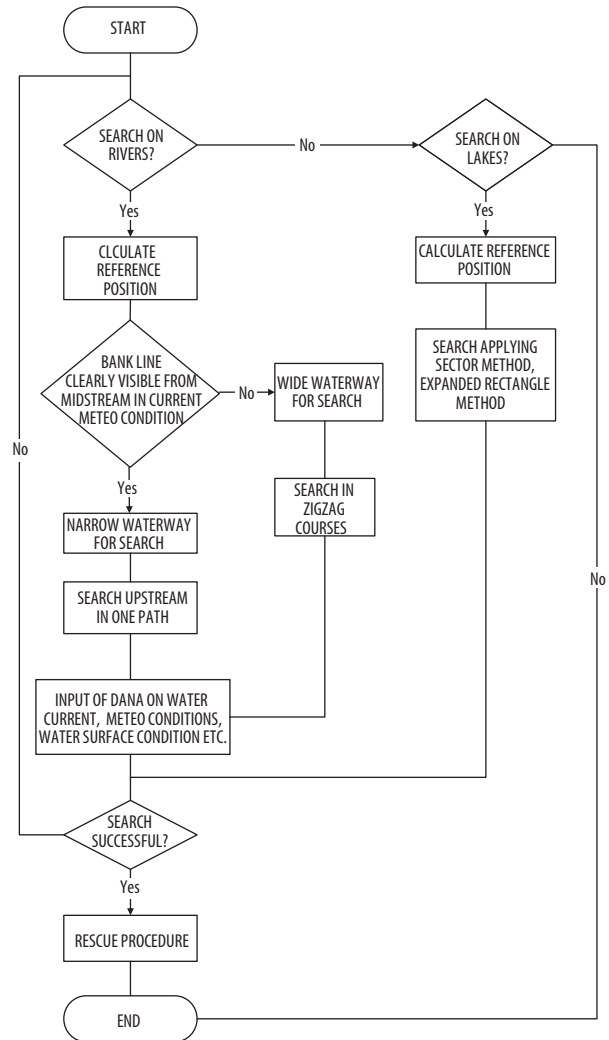 START
SEARCH ON
RIVERS?
No
SEARCH ON
LAKES?
Yes
Yes
CLCULATE
REFERENCE
POSITION
CALCULATE REFERENCE
POSITION
BANK LINE
CLEARLY VISIBLE FROM
MIDSTREAM IN CURRENT
METEO CONDITION
No
WIDE WATERWAY
FOR SEARCH
SEARCH APPLYING
SECTOR METHOD,
EXPANDED RECTANGLE
METHOD
No
Yes
SEARCH IN
ZIGZAG
COURSES
NARROW WATERWAY
FOR SEARCH
No
SEARCH UPSTREAM
IN ONE PATH
INPUT OF DANA ON WATER
CURRENT, METEO CONDITIONS,
WATER SURFACE CONDITION ETC.
SEARCH
SUCCESSFUL?
Yes
RESCUE PROCEDURE
END